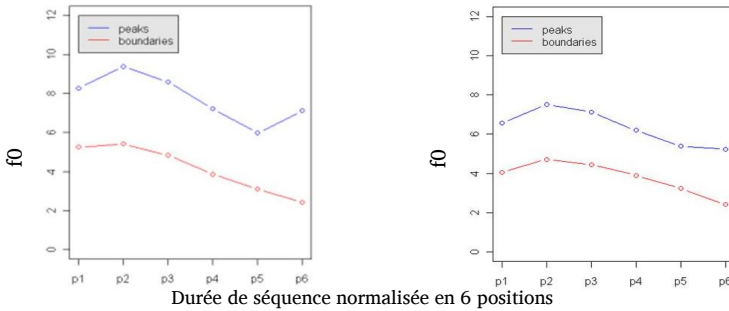 peaks
boundaries
f0
12
10
8
6
4
2
0
p1 p2 p3 p4 p5 p6
peaks
boundaries
f0
12
10
8
6
4
2
0
p1 p2 p3 p4 p5 p6
Durée de séquence normalisée en 6 positions